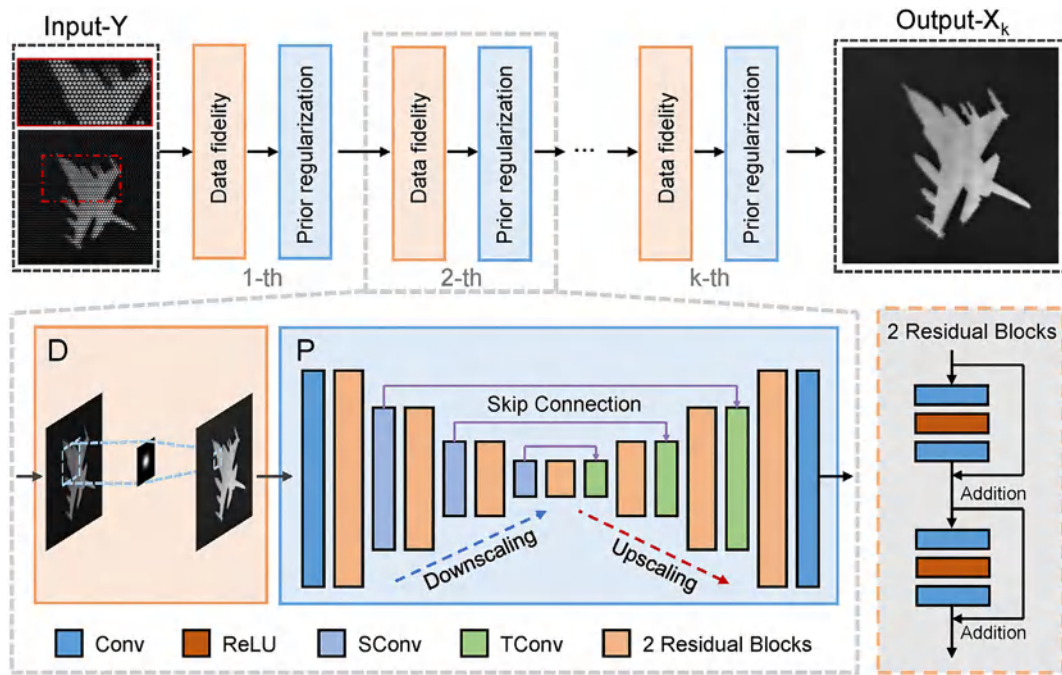 Input-Y
Output-Xₖ
Data fidelity
Prior regularization
Data fidelity
Prior regularization
...
Data fidelity
Prior regularization
1-th
2-th
k-th
D
P
Skip Connection
Downscaling
Upscaling
Conv
ReLU
SConv
TConv
2 Residual Blocks
2 Residual Blocks
Addition
Addition